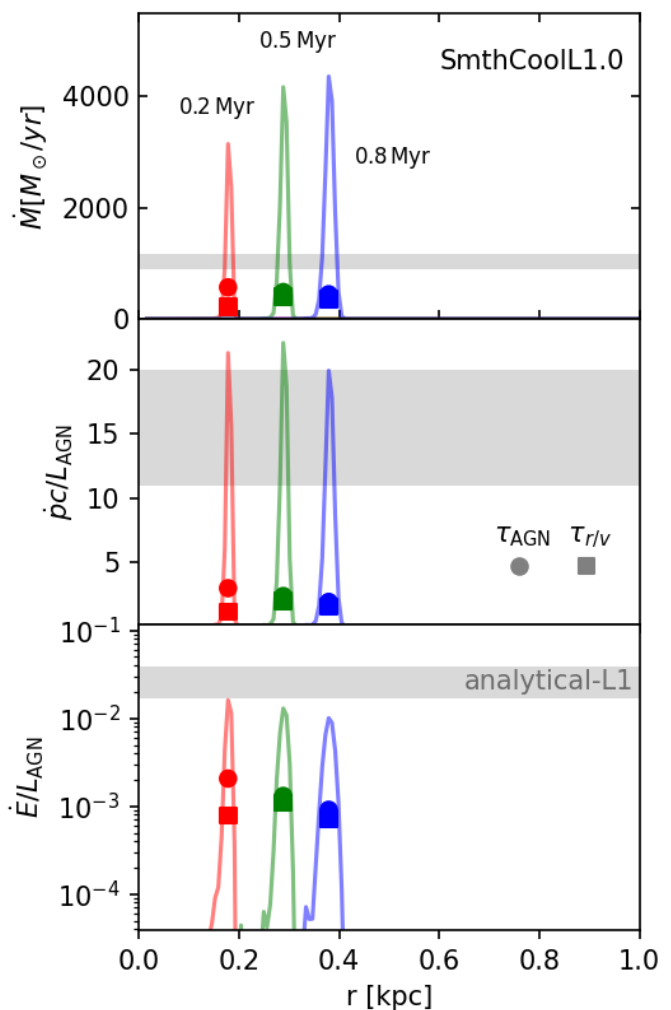 0.5 Myr
SmthCoolL1.0
0.2 Myr
0.8 Myr
4000
2000
0
Ṁ[M⊙/yr]
20
15
10
5
1
ṗc/L_AGN
τ_AGN τ_r/v
10⁻¹
analytical-L1
10⁻²
10⁻³
10⁻⁴
Ė/L_AGN
0.0 0.2 0.4 0.6 0.8 1.0
r [kpc]